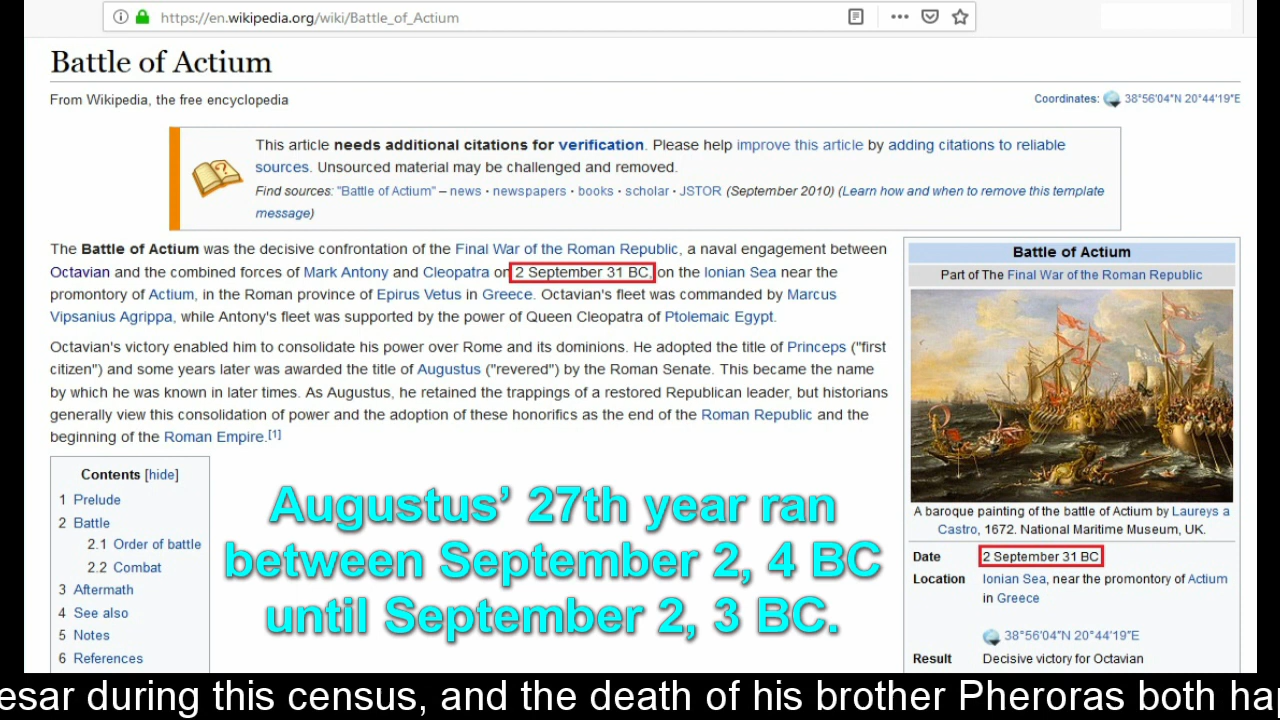 https://en.wikipedia.org/wiki/Battle_of_Actium
Battle of Actium
From Wikipedia, the free encyclopedia
Coordinates: 38°56′04″N 20°44′19″E
This article needs additional citations for verification. Please help improve this article by adding citations to reliable
sources. Unsourced material may be challenged and removed.
Find sources: "Battle of Actium" – news · newspapers · books · scholar · JSTOR (September 2010) (Learn how and when to remove this template
message)
The Battle of Actium was the decisive confrontation of the Final War of the Roman Republic, a naval engagement between
Octavian and the combined forces of Mark Antony and Cleopatra on 2 September 31 BC, on the Ionian Sea near the
promontory of Actium, in the Roman province of Epirus Vetus in Greece. Octavian's fleet was commanded by Marcus
Vipsanius Agrippa, while Antony's fleet was supported by the power of Queen Cleopatra of Ptolemaic Egypt.
Octavian's victory enabled him to consolidate his power over Rome and its dominions. He adopted the title of Princeps ("first
citizen") and some years later was awarded the title of Augustus ("revered") by the Roman Senate. This became the name
by which he was known in later times. As Augustus, he retained the trappings of a restored Republican leader, but historians
generally view this consolidation of power and the adoption of these honorifics as the end of the Roman Republic and the
beginning of the Roman Empire.[1]
Contents [hide]
1 Prelude
2 Battle
2.1 Order of battle
2.2 Combat
3 Aftermath
4 See also
5 Notes
6 References
Augustus’ 27th year ran
between September 2, 4 BC
until September 2, 3 BC.
Battle of Actium
Part of The Final War of the Roman Republic
A baroque painting of the battle of Actium by Laureys a
Castro, 1672. National Maritime Museum, UK.
Date 2 September 31 BC
Location Ionian Sea, near the promontory of Actium
in Greece
38°56′04″N 20°44′19″E
Result Decisive victory for Octavian
esar during this census, and the death of his brother Pheroras both ha